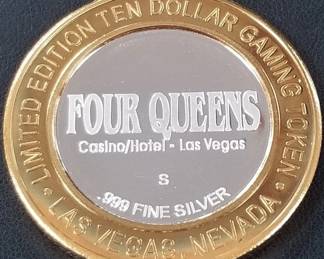 LIMITED EDITION TEN DOLLAR GAMING TOKEN
FOUR QUEENS
Casino/Hotel - Las Vegas
S
.999 FINE SILVER
• LAS VEGAS, NEVADA •